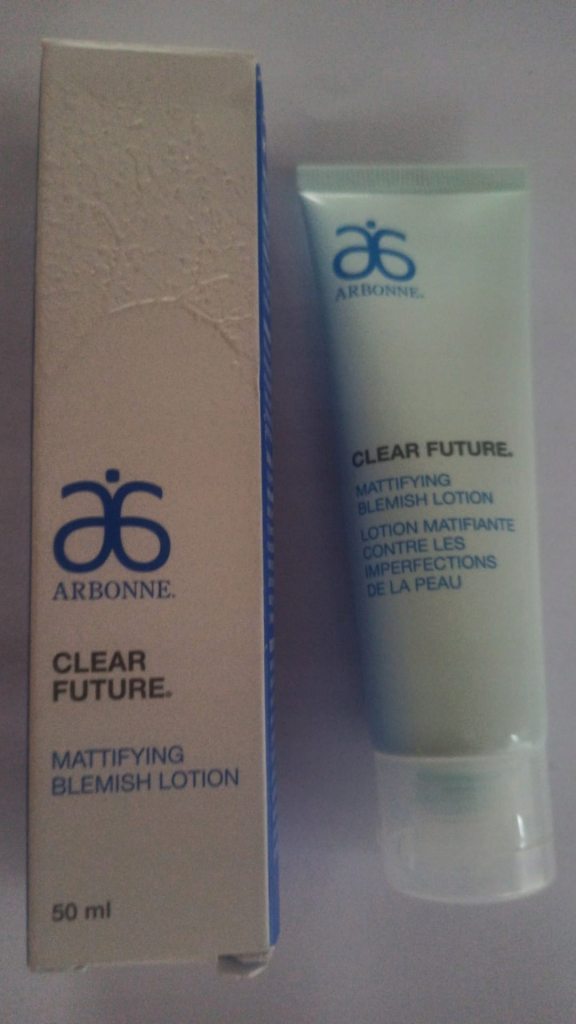 ARBONNE.
CLEAR
FUTURE.
MATTIFYING
BLEMISH LOTION
50 ml
ARBONNE.
CLEAR FUTURE.
MATTIFYING
BLEMISH LOTION
LOTION MATIFIANTE
CONTRE LES
IMPERFECTIONS
DE LA PEAU